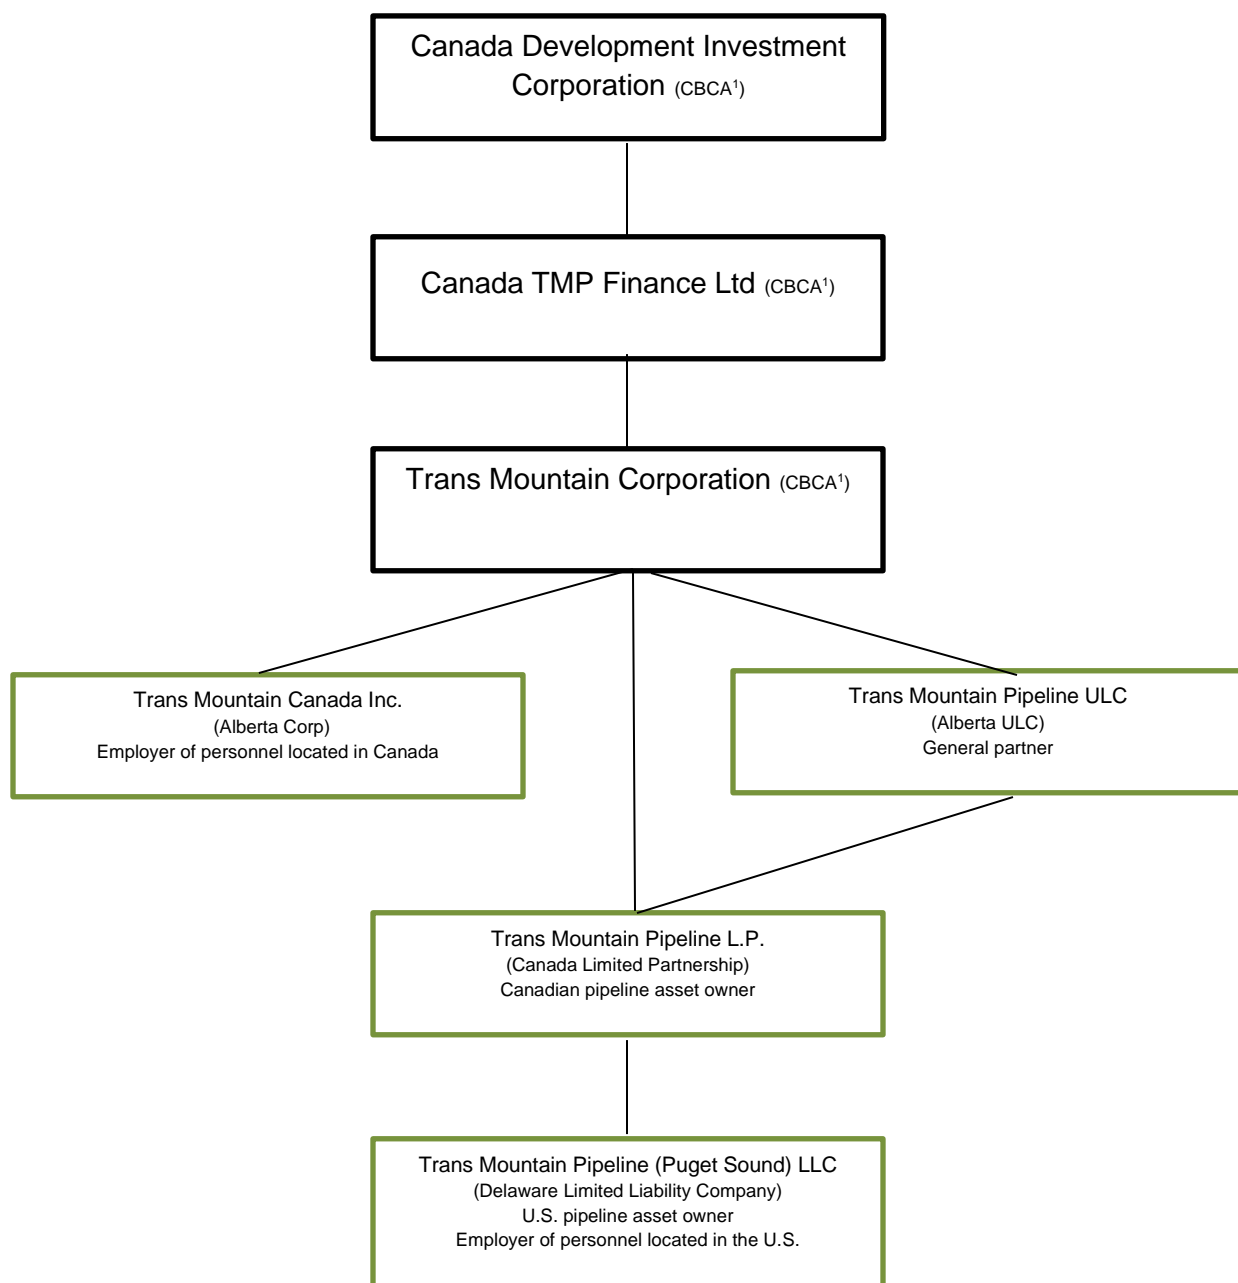 Canada Development Investment
Corporation (CBCA¹)
Canada TMP Finance Ltd (CBCA¹)
Trans Mountain Corporation (CBCA¹)
Trans Mountain Canada Inc.
(Alberta Corp)
Employer of personnel located in Canada
Trans Mountain Pipeline ULC
(Alberta ULC)
General partner
Trans Mountain Pipeline L.P.
(Canada Limited Partnership)
Canadian pipeline asset owner
Trans Mountain Pipeline (Puget Sound) LLC
(Delaware Limited Liability Company)
U.S. pipeline asset owner
Employer of personnel located in the U.S.